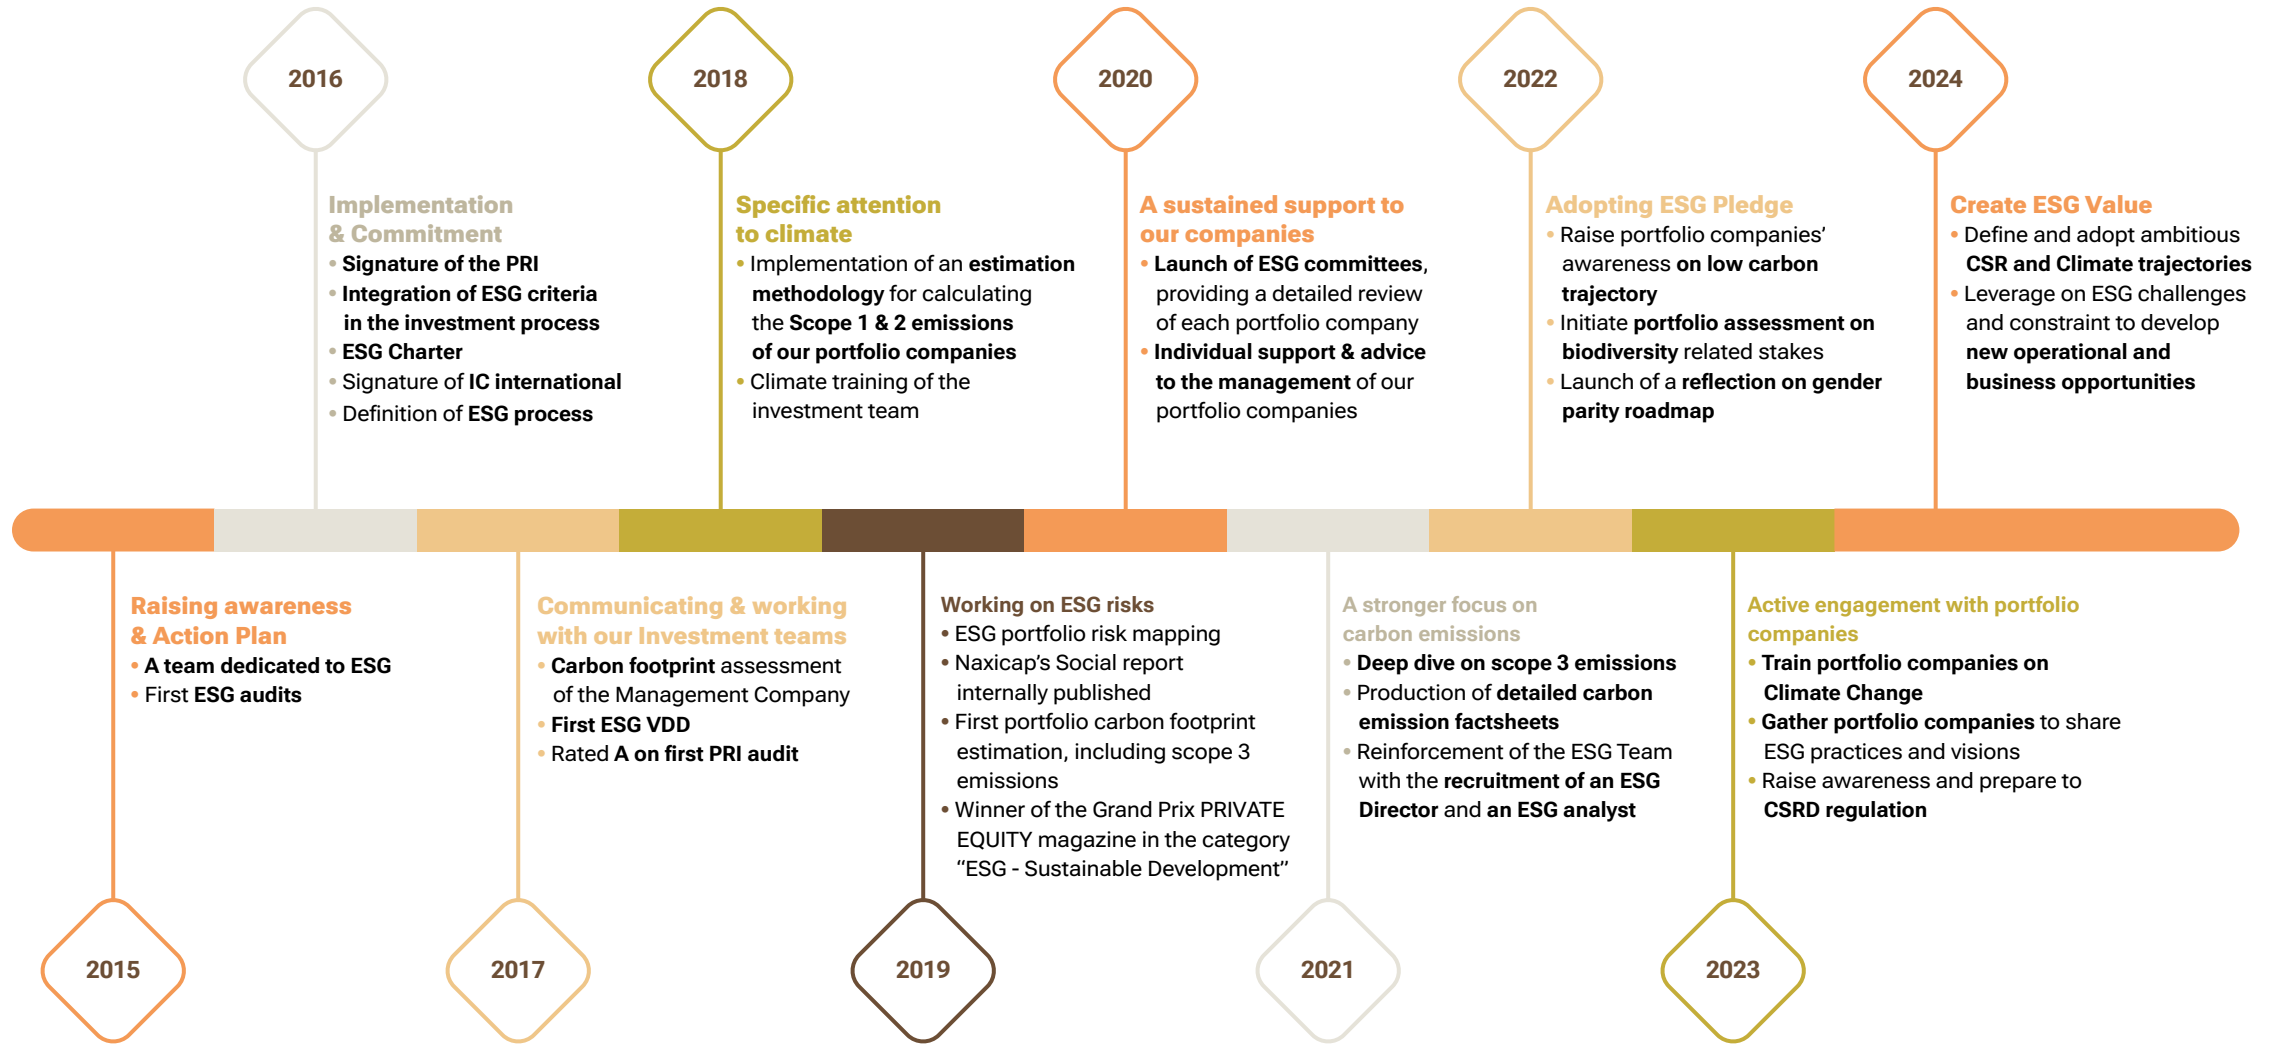 2016
2018
2020
2022
2024
Implementation
& Commitment
• Signature of the PRI
• Integration of ESG criteria
in the investment process
• ESG Charter
• Signature of IC international
• Definition of ESG process
Specific attention
to climate
• Implementation of an estimation
methodology for calculating
the Scope 1 & 2 emissions
of our portfolio companies
• Climate training of the
investment team
A sustained support to
our companies
• Launch of ESG committees,
providing a detailed review
of each portfolio company
• Individual support & advice
to the management of our
portfolio companies
Adopting ESG Pledge
• Raise portfolio companies’
awareness on low carbon
trajectory
• Initiate portfolio assessment on
biodiversity related stakes
• Launch of a reflection on gender
parity roadmap
Create ESG Value
• Define and adopt ambitious
CSR and Climate trajectories
• Leverage on ESG challenges
and constraint to develop
new operational and
business opportunities
Raising awareness
& Action Plan
• A team dedicated to ESG
• First ESG audits
Communicating & working
with our Investment teams
• Carbon footprint assessment
of the Management Company
• First ESG VDD
• Rated A on first PRI audit
Working on ESG risks
• ESG portfolio risk mapping
• Naxicap’s Social report
internally published
• First portfolio carbon footprint
estimation, including scope 3
emissions
• Winner of the Grand Prix PRIVATE
EQUITY magazine in the category
“ESG - Sustainable Development”
A stronger focus on
carbon emissions
• Deep dive on scope 3 emissions
• Production of detailed carbon
emission factsheets
• Reinforcement of the ESG Team
with the recruitment of an ESG
Director and an ESG analyst
Active engagement with portfolio
companies
• Train portfolio companies on
Climate Change
• Gather portfolio companies to share
ESG practices and visions
• Raise awareness and prepare to
CSRD regulation
2015
2017
2019
2021
2023